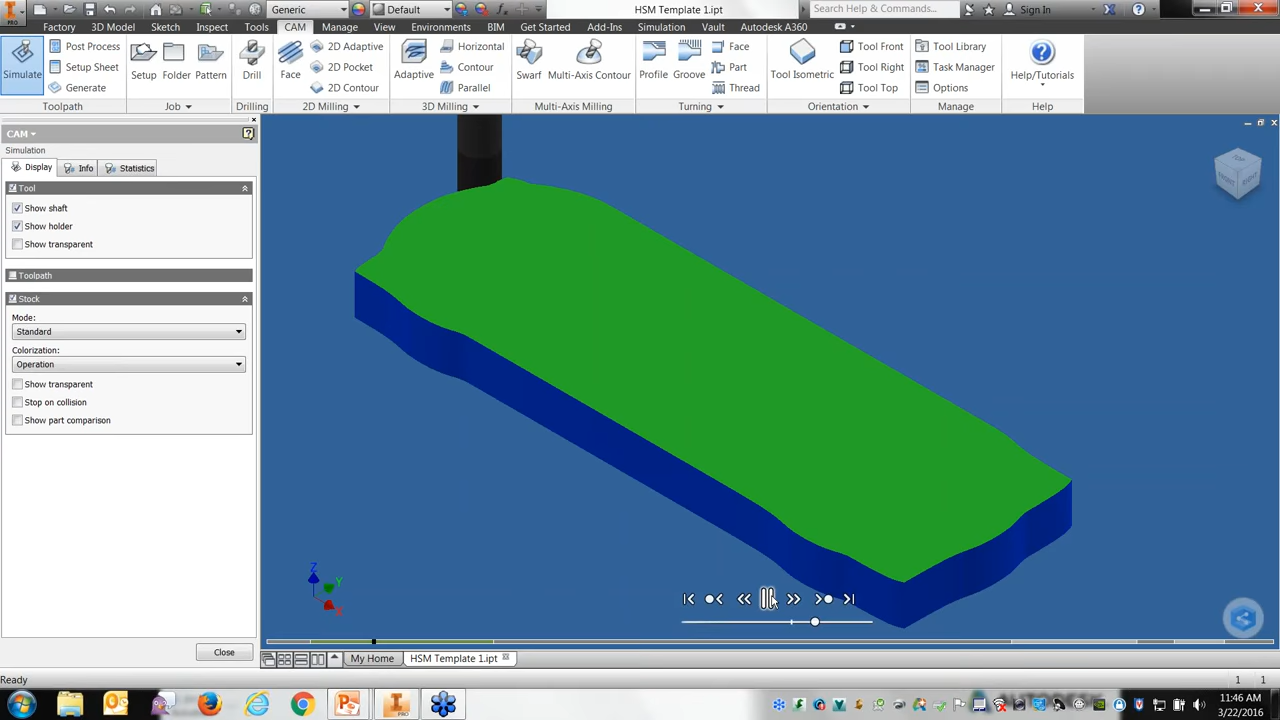 PRO
Generic
Default
HSM Template 1.ipt
Search Help & Commands...
Sign In
Factory 3D Model Sketch Inspect Tools CAM Manage View Environments BIM Get Started Add-Ins Simulation Vault Autodesk A360
Simulate
Post Process
Setup Sheet
Generate
Toolpath
Setup
Folder
Pattern
Job
Drill
Drilling
Face
2D Adaptive
2D Pocket
2D Contour
2D Milling
Adaptive
Horizontal
Contour
Parallel
3D Milling
Swarf
Multi-Axis Contour
Multi-Axis Milling
Profile
Groove
Face
Part
Thread
Turning
Tool Isometric
Tool Front
Tool Right
Tool Top
Orientation
Tool Library
Task Manager
Options
Manage
Help/Tutorials
Help
CAM
Simulation
Display
Info
Statistics
Tool
Show shaft
Show holder
Show transparent
Toolpath
Stock
Mode:
Standard
Colorization:
Operation
Show transparent
Stop on collision
Show part comparison
Close
TOP
FRONT
RIGHT
Z
Y
X
My Home
HSM Template 1.ipt
Ready
1 1
PRO
11:46 AM
3/22/2016